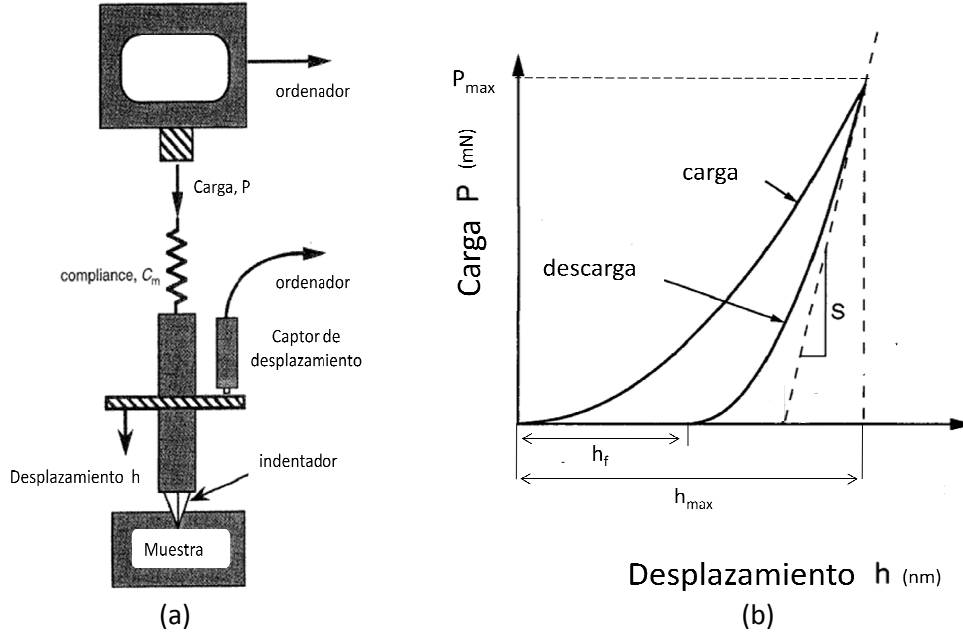 ordenador
Carga, P
compliance, Cm
ordenador
Captor de
desplazamiento
Desplazamiento h
indentador
Muestra
(a)
Pmax
Carga P (mN)
carga
descarga
S
hf
hmax
Desplazamiento h (nm)
(b)